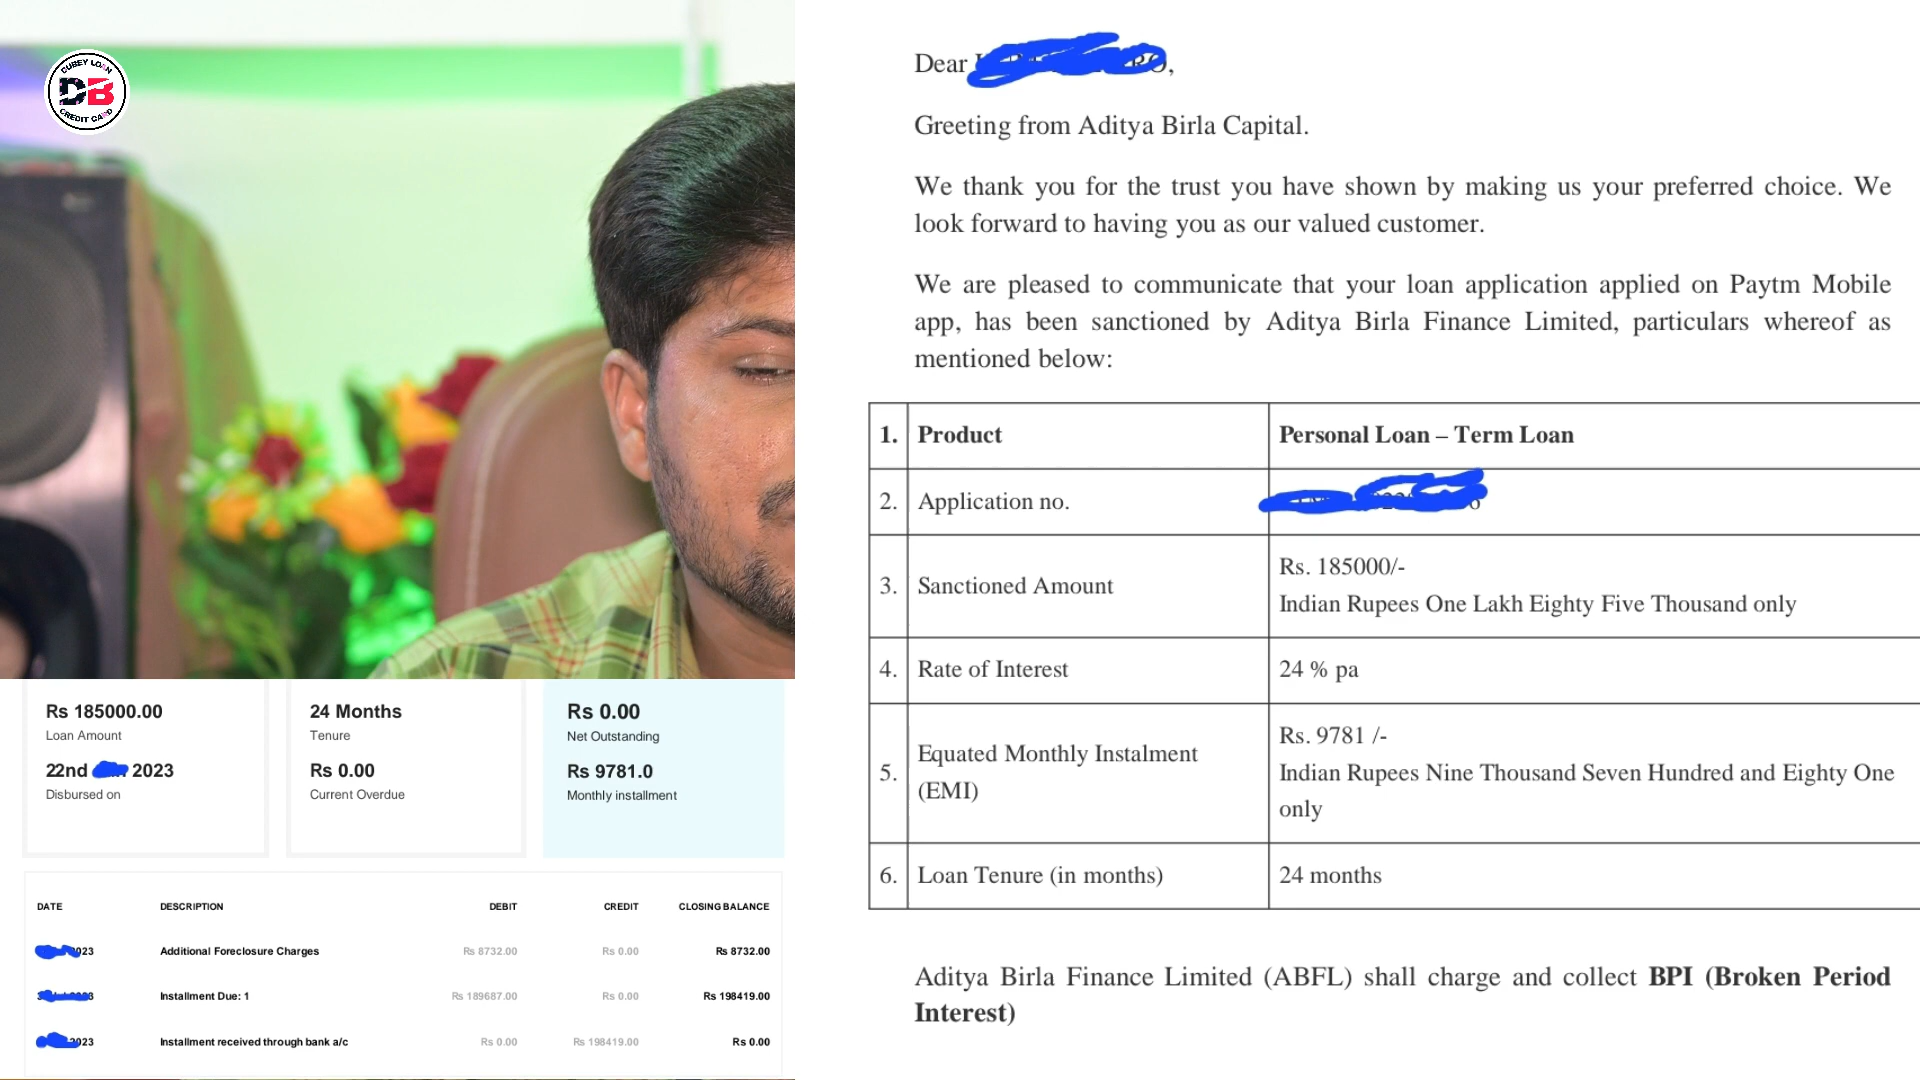 DUBEY LOAN
DB
CREDIT CARD
Rs 185000.00
Loan Amount
22nd 2023
Disbursed on
24 Months
Tenure
Rs 0.00
Current Overdue
Rs 0.00
Net Outstanding
Rs 9781.0
Monthly installment
DATE DESCRIPTION DEBIT CREDIT CLOSING BALANCE
Additional Foreclosure Charges Rs 8732.00 Rs 0.00 Rs 8732.00
Installment Due: 1 Rs 189687.00 Rs 0.00 Rs 198419.00
Installment received through bank a/c Rs 0.00 Rs 198419.00 Rs 0.00
Dear
Greeting from Aditya Birla Capital.
We thank you for the trust you have shown by making us your preferred choice. We
look forward to having you as our valued customer.
We are pleased to communicate that your loan application applied on Paytm Mobile
app, has been sanctioned by Aditya Birla Finance Limited, particulars whereof as
mentioned below:
1. Product Personal Loan – Term Loan
2. Application no.
3. Sanctioned Amount Rs. 185000/-
Indian Rupees One Lakh Eighty Five Thousand only
4. Rate of Interest 24 % pa
5. Equated Monthly Instalment
(EMI)
Rs. 9781 /-
Indian Rupees Nine Thousand Seven Hundred and Eighty One
only
6. Loan Tenure (in months) 24 months
Aditya Birla Finance Limited (ABFL) shall charge and collect BPI (Broken Period
Interest)